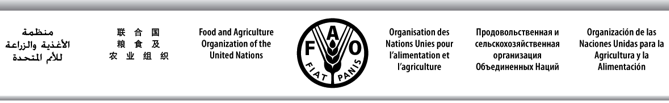 منظمة
الأغذية والزراعة
للأمم المتحدة
联 合 国
粮 食 及
农 业 组 织
Food and Agriculture
Organization of the
United Nations
F A O
FIAT PANIS
Organisation des
Nations Unies pour
l'alimentation et
l'agriculture
Продовольственная и
сельскохозяйственная
организация
Объединенных Наций
Organización de las
Naciones Unidas para la
Agricultura y la
Alimentación